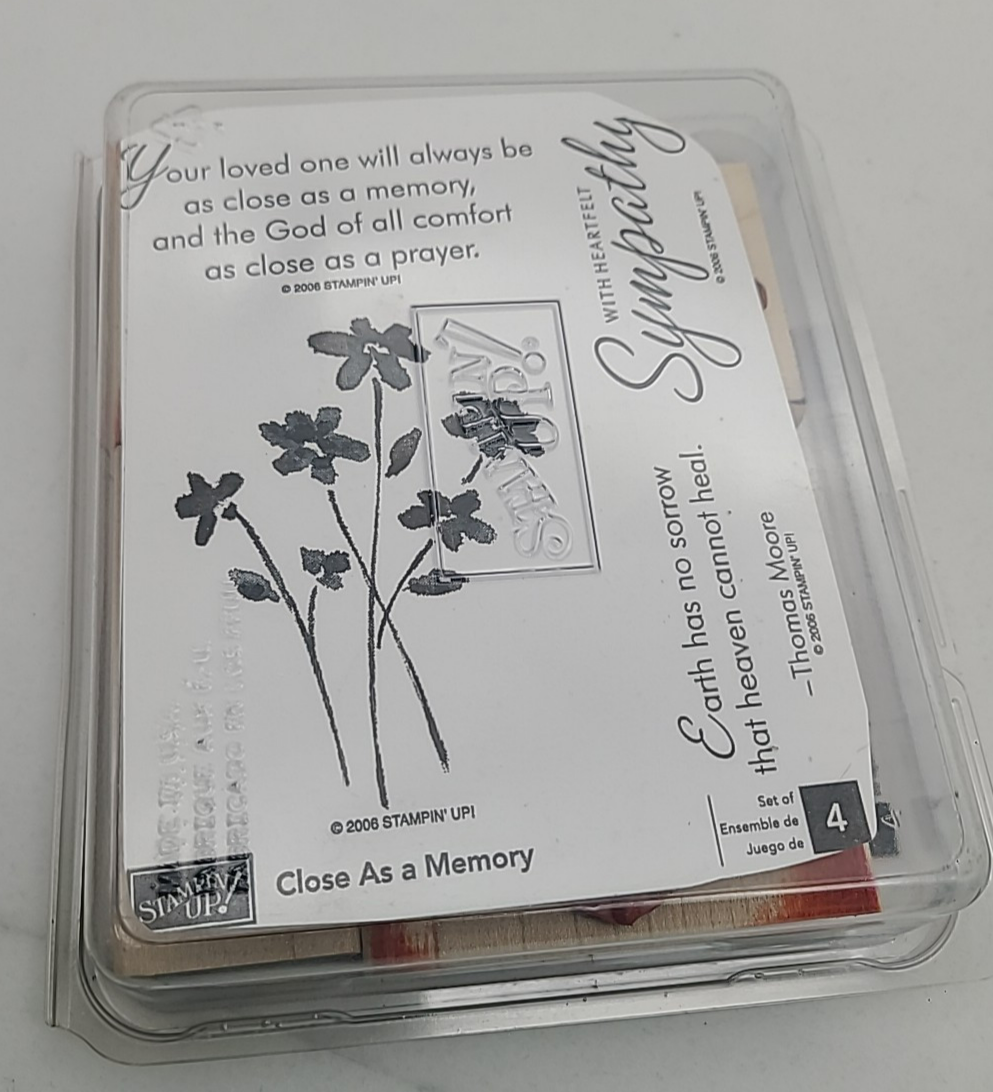 Your loved one will always be
as close as a memory,
and the God of all comfort
as close as a prayer.
© 2006 STAMPIN' UP!
WITH HEARTFELT
Sympathy
© 2006 STAMPIN' UP!
STAMPIN'
UP!®
Earth has no sorrow
that heaven cannot heal.
–Thomas Moore
© 2006 STAMPIN' UP!
© 2006 STAMPIN' UP!
STAMPIN'
UP!
Close As a Memory
Set of
Ensemble de
Juego de
4